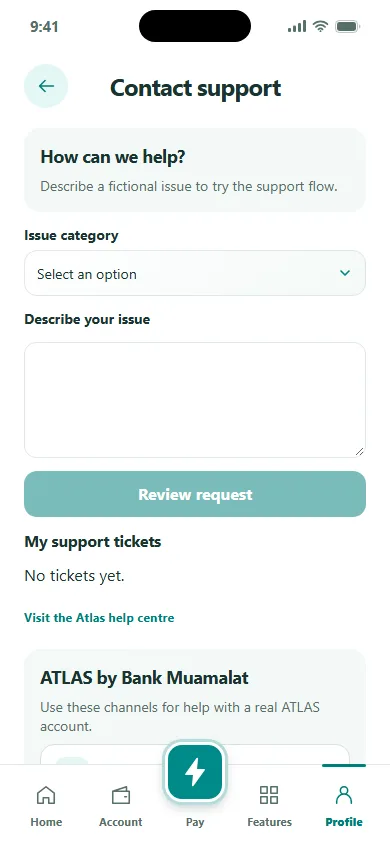 9:41
Contact support
How can we help?
Describe a fictional issue to try the support flow.
Issue category
Select an option
Describe your issue
Review request
My support tickets
No tickets yet.
Visit the Atlas help centre
ATLAS by Bank Muamalat
Use these channels for help with a real ATLAS
account.
Home
Account
Pay
Features
Profile